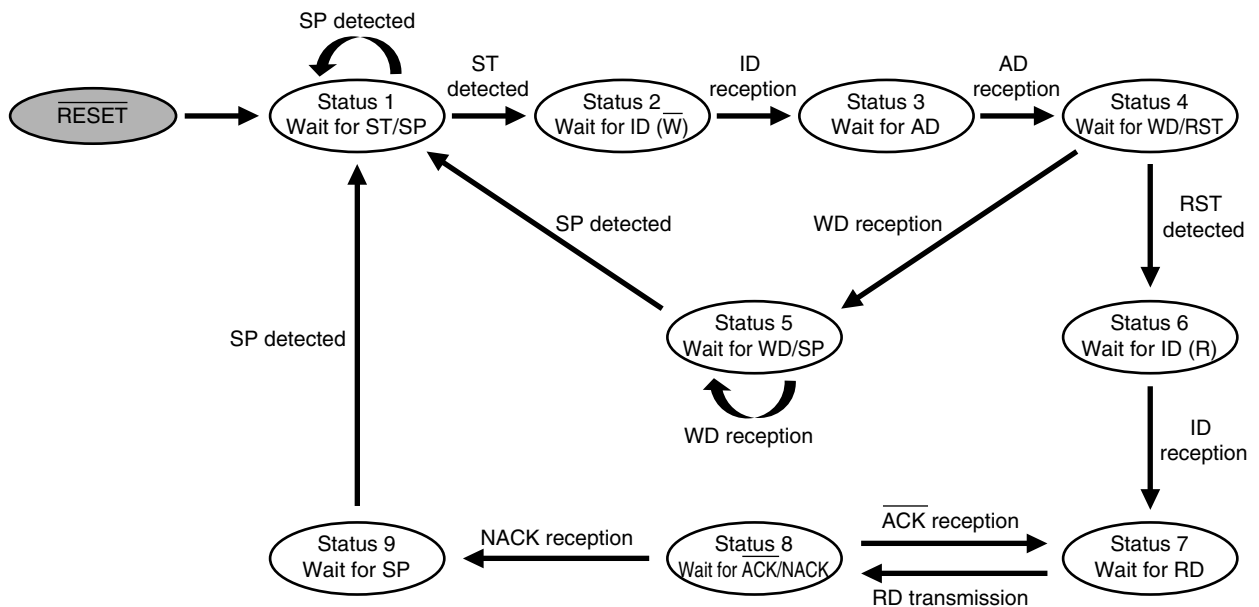 SP detected
ST
detected
ID
reception
AD
reception
R̅E̅S̅E̅T̅
Status 1
Wait for ST/SP
Status 2
Wait for ID (W̅)
Status 3
Wait for AD
Status 4
Wait for WD/RST
SP detected
WD reception
RST
detected
SP detected
Status 5
Wait for WD/SP
Status 6
Wait for ID (R)
WD reception
ID
reception
Status 9
Wait for SP
NACK reception
Status 8
Wait for A̅C̅K̅/NACK
A̅C̅K̅ reception
RD transmission
Status 7
Wait for RD